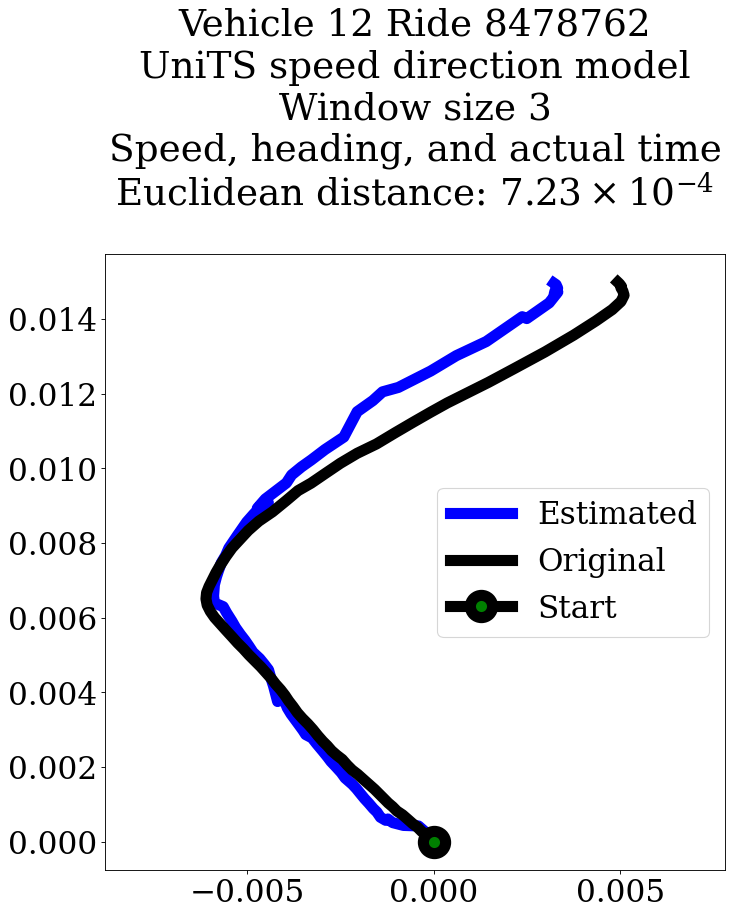 Vehicle 12 Ride 8478762
UniTS speed direction model
Window size 3
Speed, heading, and actual time
Euclidean distance: 7.23 × 10⁻⁴
0.014
0.012
0.010
0.008
0.006
0.004
0.002
0.000
Estimated
Original
Start
−0.005
0.000
0.005